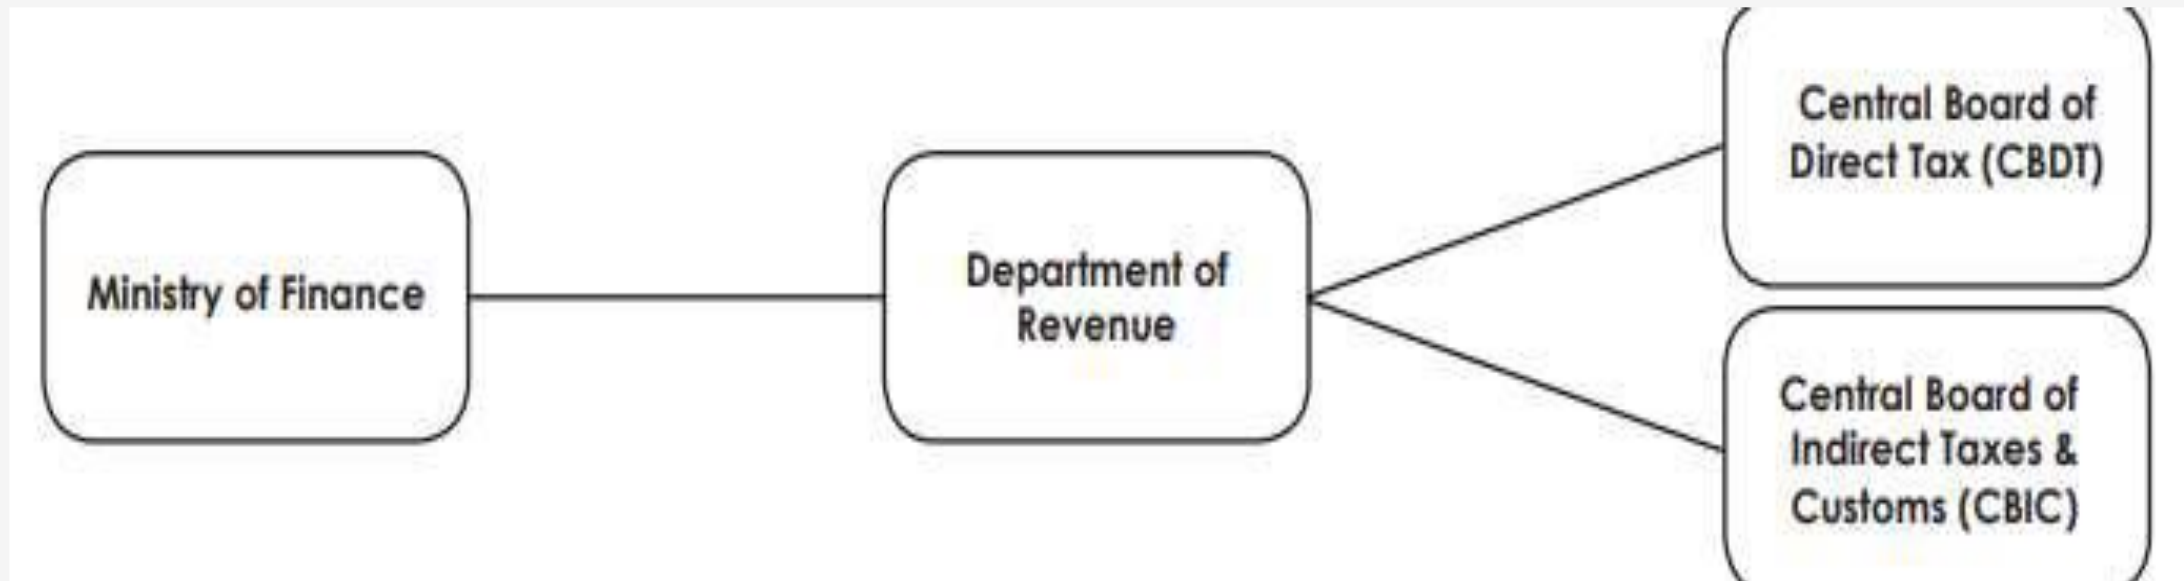 Ministry of Finance
Department of
Revenue
Central Board of
Direct Tax (CBDT)
Central Board of
Indirect Taxes &
Customs (CBIC)